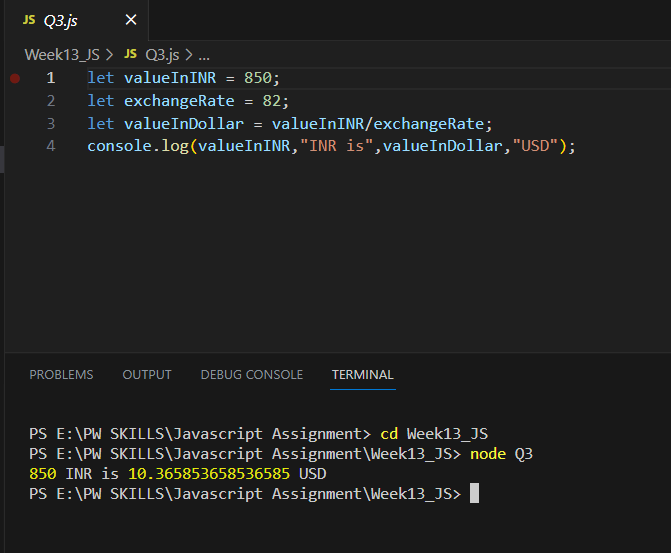 JS Q3.js ×
Week13_JS > JS Q3.js > ...
1 let valueInINR = 850;
2 let exchangeRate = 82;
3 let valueInDollar = valueInINR/exchangeRate;
4 console.log(valueInINR,"INR is",valueInDollar,"USD");
PROBLEMS OUTPUT DEBUG CONSOLE TERMINAL
PS E:\PW SKILLS\Javascript Assignment> cd Week13_JS
PS E:\PW SKILLS\Javascript Assignment\Week13_JS> node Q3
850 INR is 10.365853658536585 USD
PS E:\PW SKILLS\Javascript Assignment\Week13_JS>